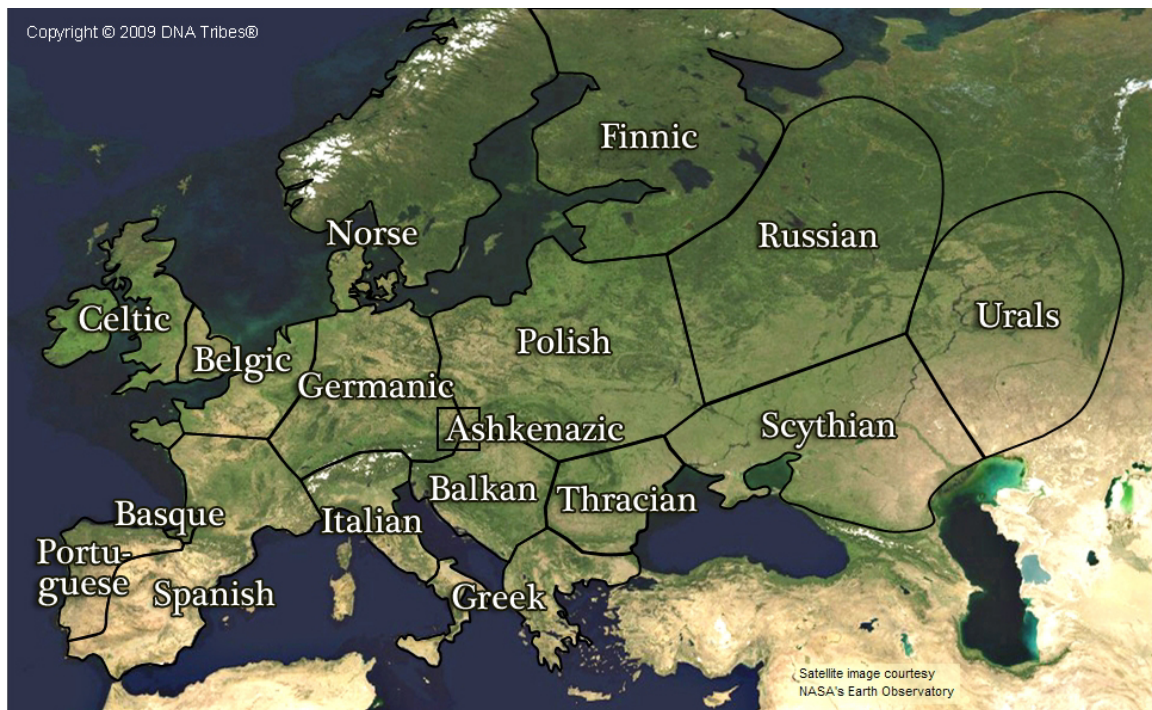 Copyright © 2009 DNA Tribes®
Finnic
Norse
Russian
Celtic
Urals
Belgic
Polish
Germanic
Ashkenazic
Scythian
Balkan
Thracian
Basque
Italian
Portu-
guese
Spanish
Greek
Satellite image courtesy
NASA's Earth Observatory